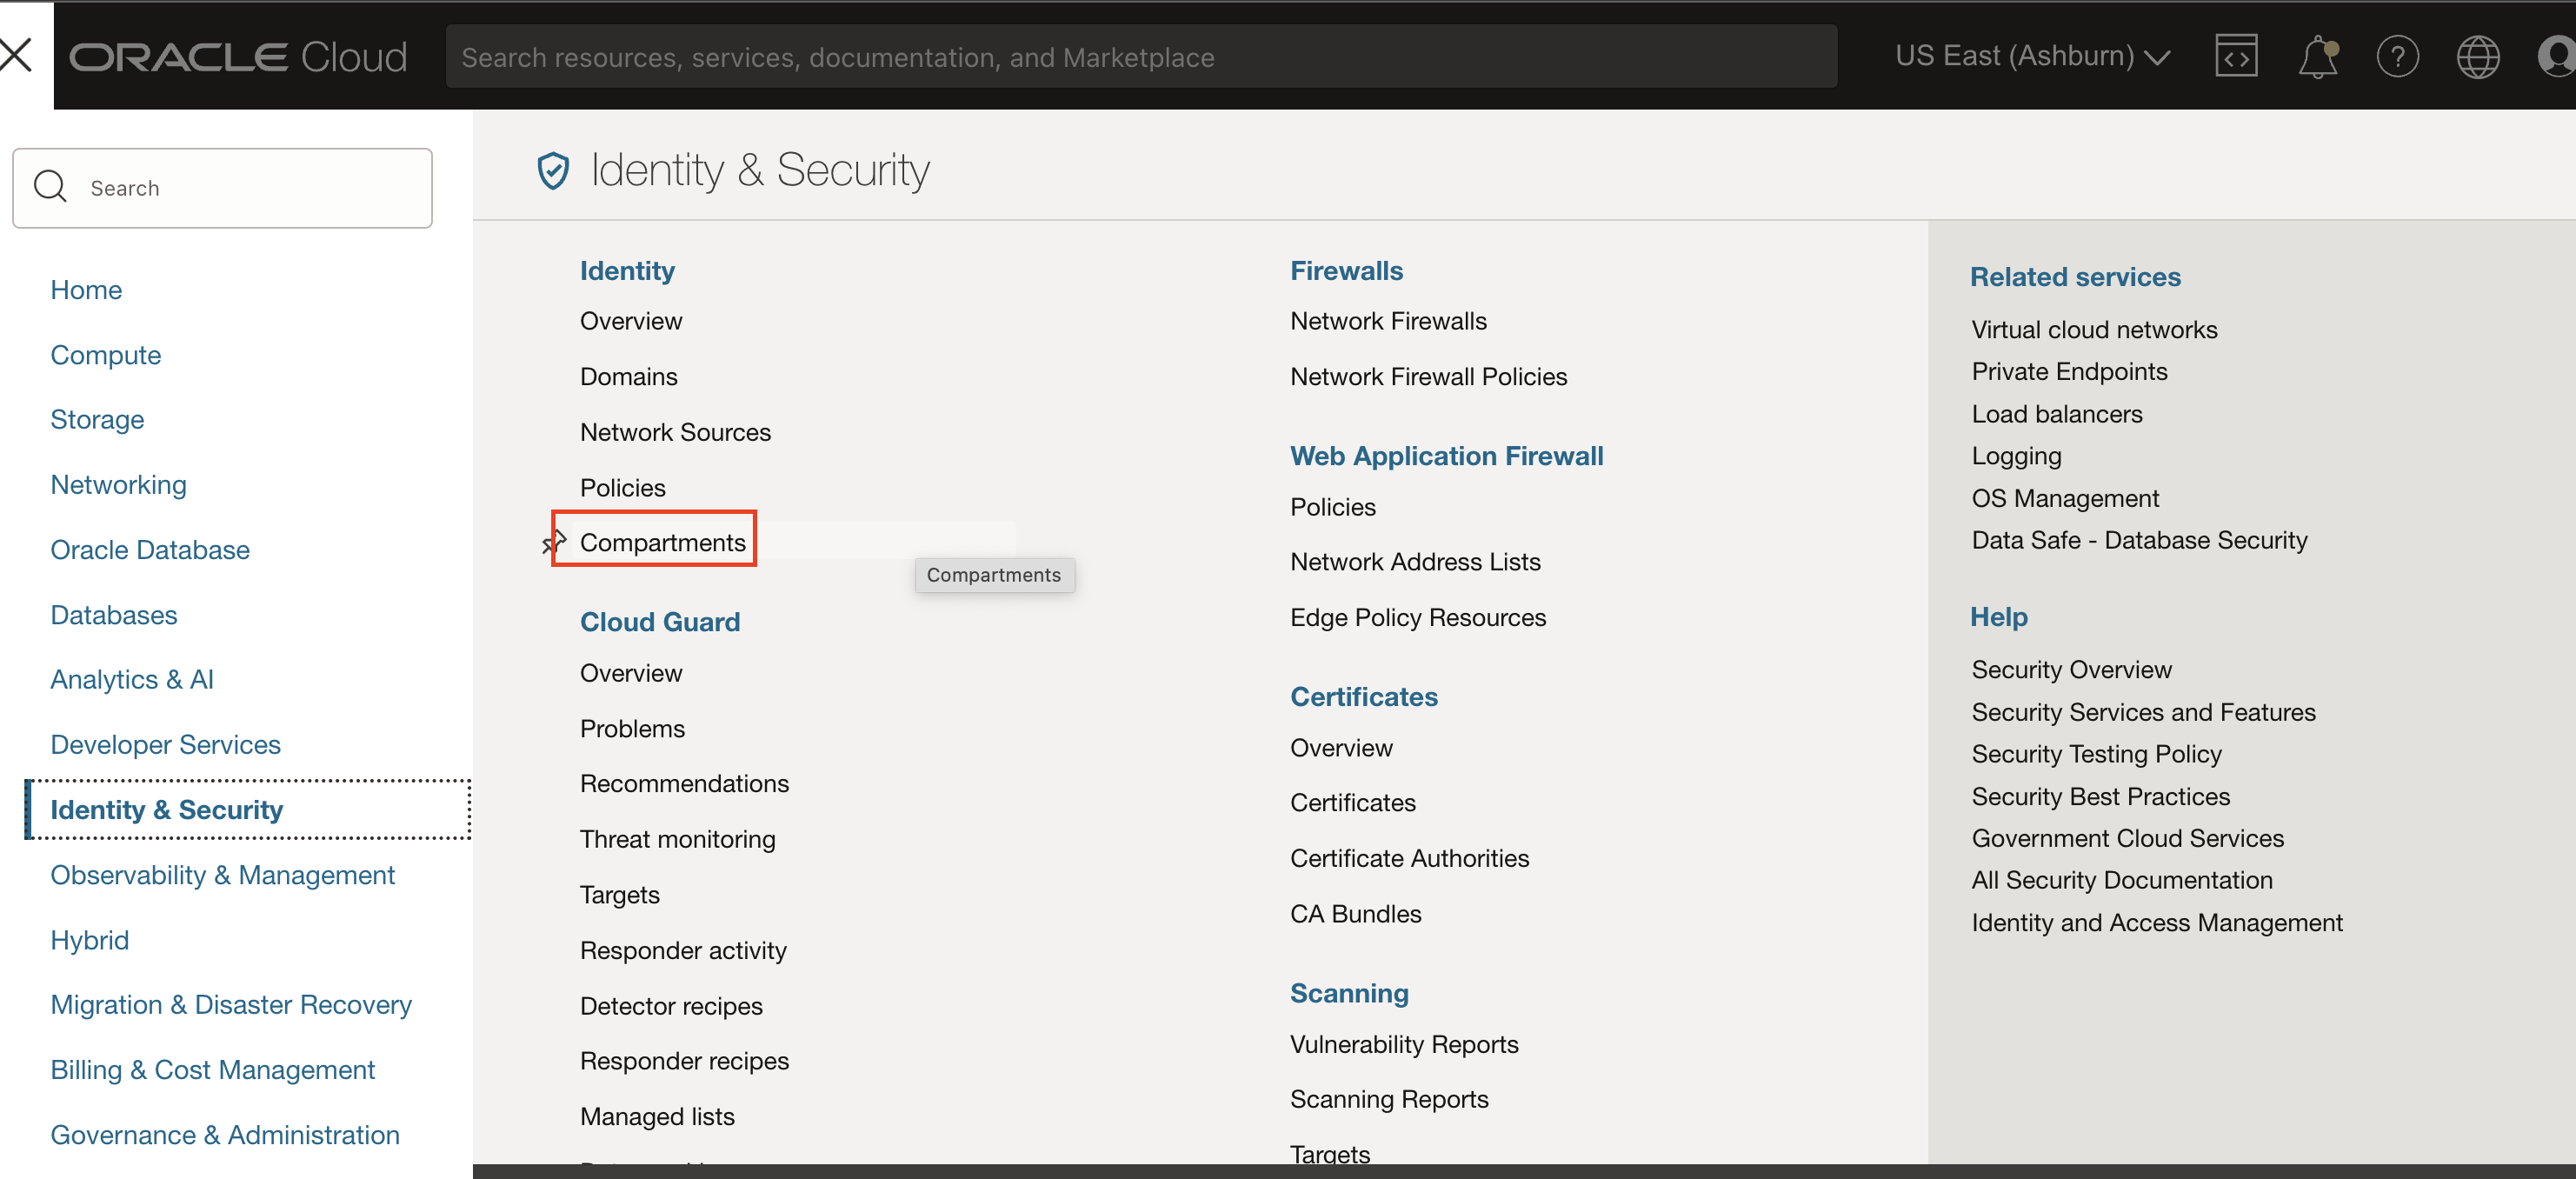 ORACLE Cloud
Search resources, services, documentation, and Marketplace
US East (Ashburn)
Search
Home
Compute
Storage
Networking
Oracle Database
Databases
Analytics & AI
Developer Services
Identity & Security
Observability & Management
Hybrid
Migration & Disaster Recovery
Billing & Cost Management
Governance & Administration
Identity & Security
Identity
Overview
Domains
Network Sources
Policies
Compartments
Compartments
Cloud Guard
Overview
Problems
Recommendations
Threat monitoring
Targets
Responder activity
Detector recipes
Responder recipes
Managed lists
Firewalls
Network Firewalls
Network Firewall Policies
Web Application Firewall
Policies
Network Address Lists
Edge Policy Resources
Certificates
Overview
Certificates
Certificate Authorities
CA Bundles
Scanning
Vulnerability Reports
Scanning Reports
Targets
Related services
Virtual cloud networks
Private Endpoints
Load balancers
Logging
OS Management
Data Safe - Database Security
Help
Security Overview
Security Services and Features
Security Testing Policy
Security Best Practices
Government Cloud Services
All Security Documentation
Identity and Access Management